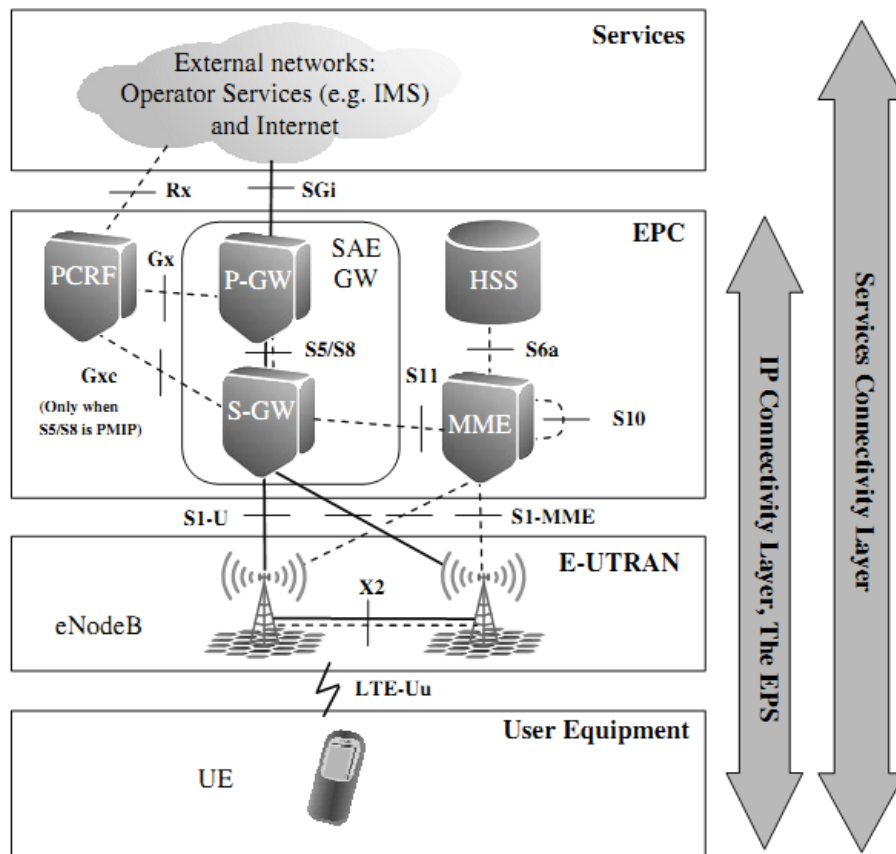 Services
External networks:
Operator Services (e.g. IMS)
and Internet
Rx
SGi
EPC
SAE
GW
PCRF
Gx
P-GW
HSS
S5/S8
S6a
Gxc
(Only when
S5/S8 is PMIP)
S-GW
S11
MME
S10
S1-U
S1-MME
E-UTRAN
X2
eNodeB
LTE-Uu
User Equipment
UE
IP Connectivity Layer, The EPS
Services Connectivity Layer